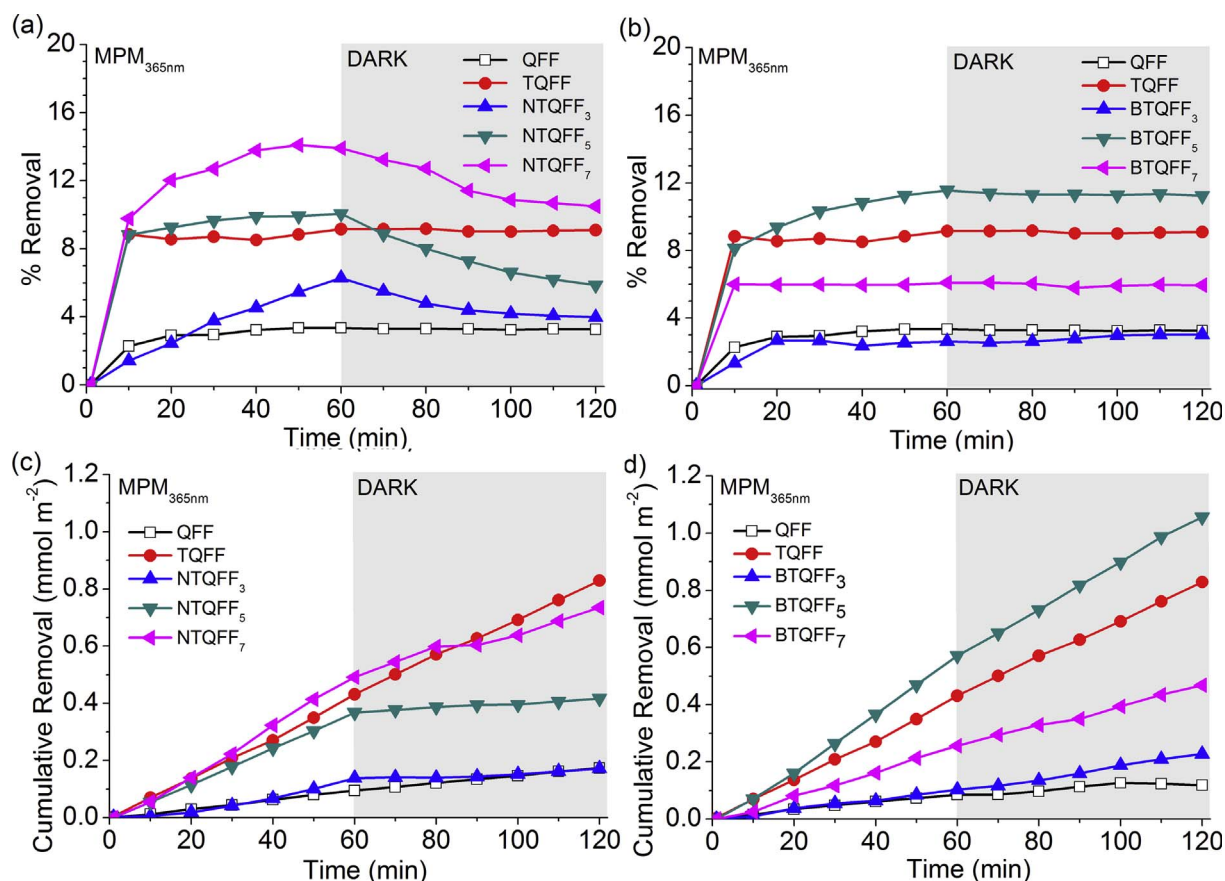 (a)
% Removal
20
16
12
8
4
0
MPM365nm
DARK
QFF
TQFF
NTQFF3
NTQFF5
NTQFF7
0 20 40 60 80 100 120
Time (min)
(b)
% Removal
20
16
12
8
4
0
MPM365nm
DARK
QFF
TQFF
BTQFF3
BTQFF5
BTQFF7
0 20 40 60 80 100 120
Time (min)
(c)
Cumulative Removal (mmol m-2)
1.2
1.0
0.8
0.6
0.4
0.2
0.0
MPM365nm
DARK
QFF
TQFF
NTQFF3
NTQFF5
NTQFF7
0 20 40 60 80 100 120
Time (min)
d)
Cumulative Removal (mmol m-2)
1.2
1.0
0.8
0.6
0.4
0.2
0.0
MPM365nm
DARK
QFF
TQFF
BTQFF3
BTQFF5
BTQFF7
0 20 40 60 80 100 120
Time (min)